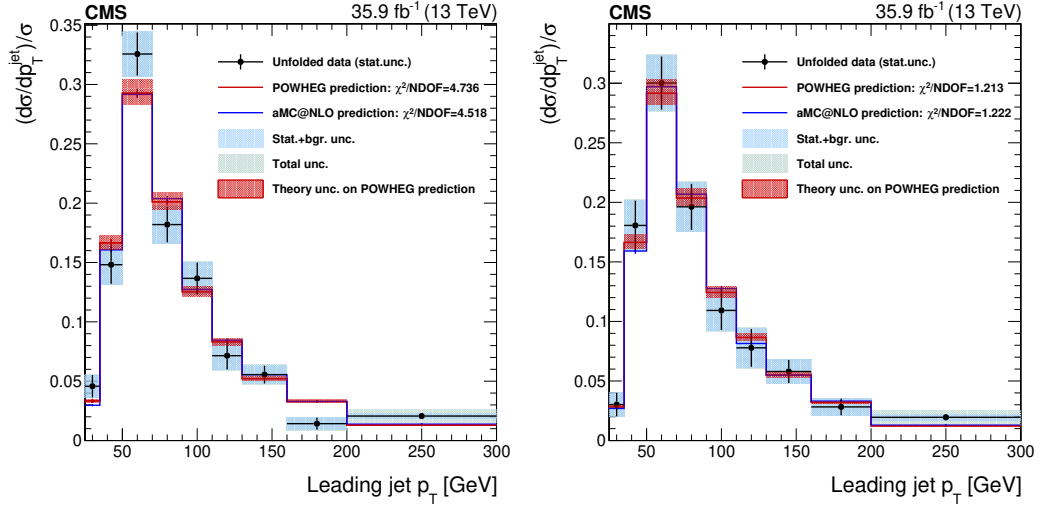 CMS 35.9 fb⁻¹ (13 TeV)
(dσ/dp_T^jet)/σ
0.35
0.3
0.25
0.2
0.15
0.1
0.05
0
Unfolded data (stat.unc.)
POWHEG prediction: χ²/NDOF=4.736
aMC@NLO prediction: χ²/NDOF=4.518
Stat.+bgr. unc.
Total unc.
Theory unc. on POWHEG prediction
50 100 150 200 250 300
Leading jet p_T [GeV]
CMS 35.9 fb⁻¹ (13 TeV)
(dσ/dp_T^jet)/σ
0.3
0.25
0.2
0.15
0.1
0.05
0
Unfolded data (stat.unc.)
POWHEG prediction: χ²/NDOF=1.213
aMC@NLO prediction: χ²/NDOF=1.222
Stat.+bgr. unc.
Total unc.
Theory unc. on POWHEG prediction
50 100 150 200 250 300
Leading jet p_T [GeV]